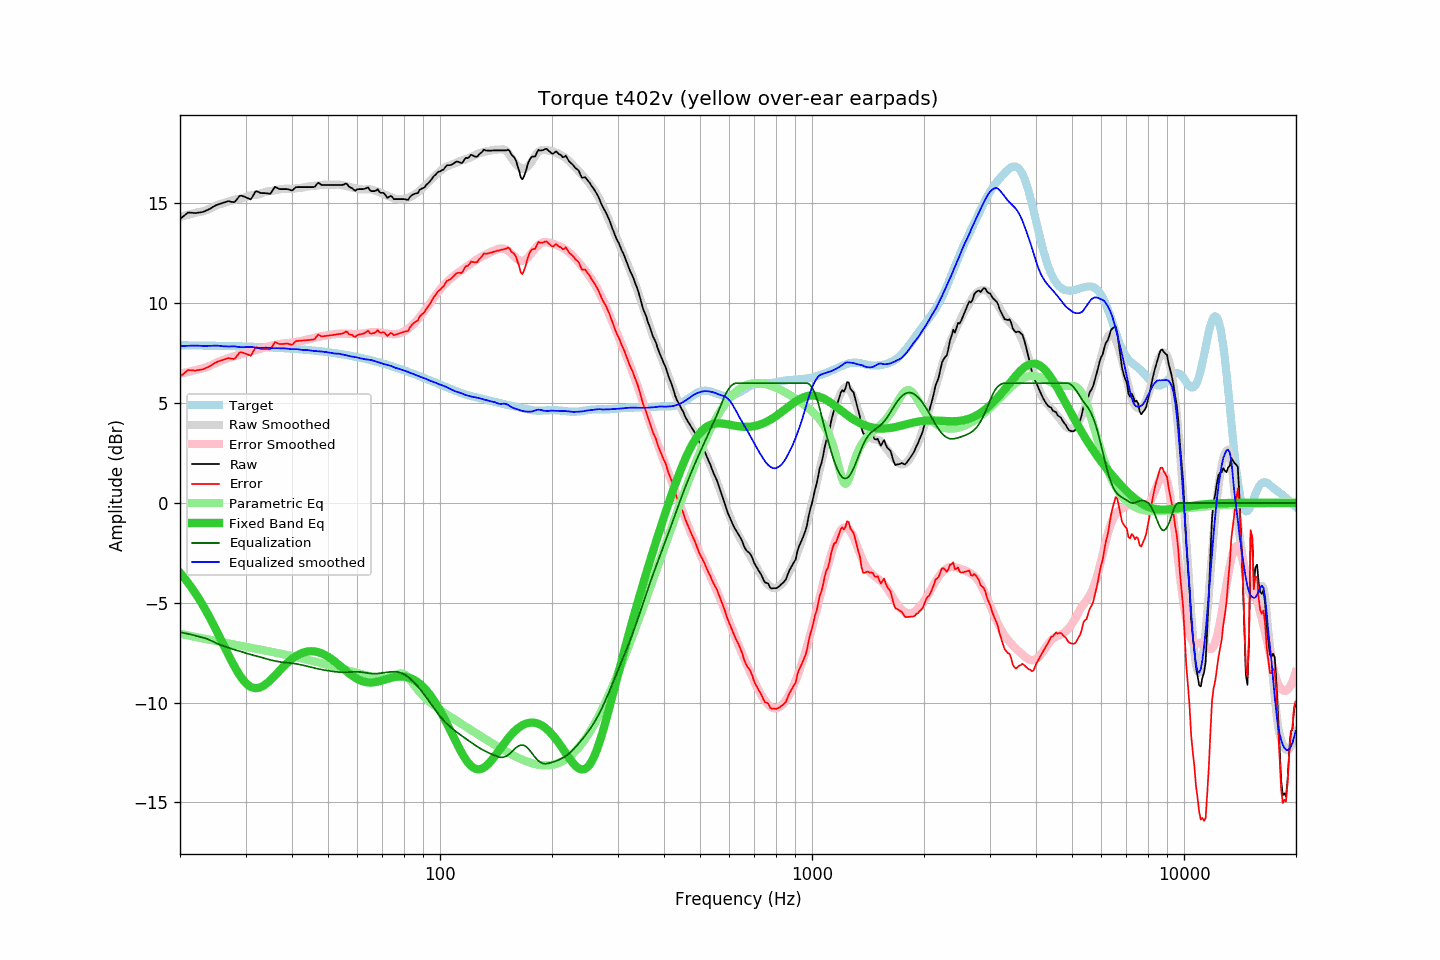 Torque t402v (yellow over-ear earpads)
15
10
5
0
−5
−10
−15
Amplitude (dBr)
Target
Raw Smoothed
Error Smoothed
Raw
Error
Parametric Eq
Fixed Band Eq
Equalization
Equalized smoothed
100
1000
10000
Frequency (Hz)